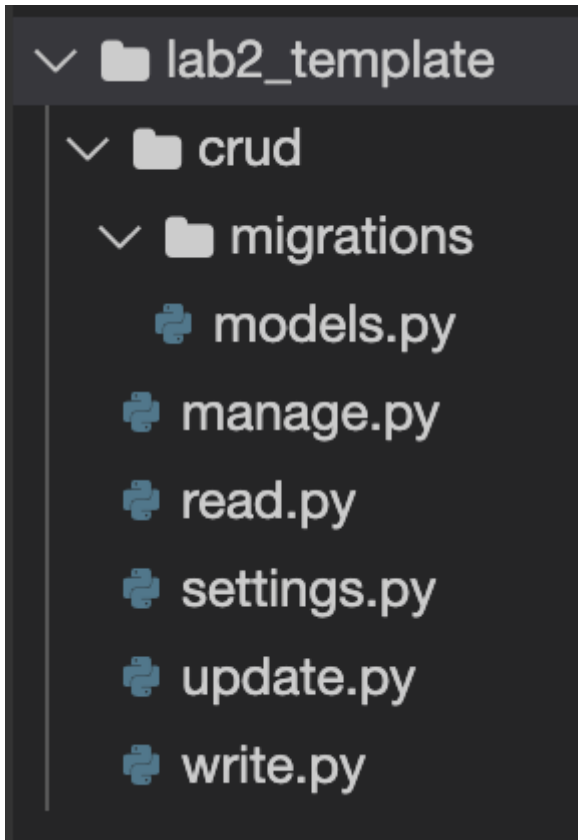 lab2_template
crud
migrations
models.py
manage.py
read.py
settings.py
update.py
write.py